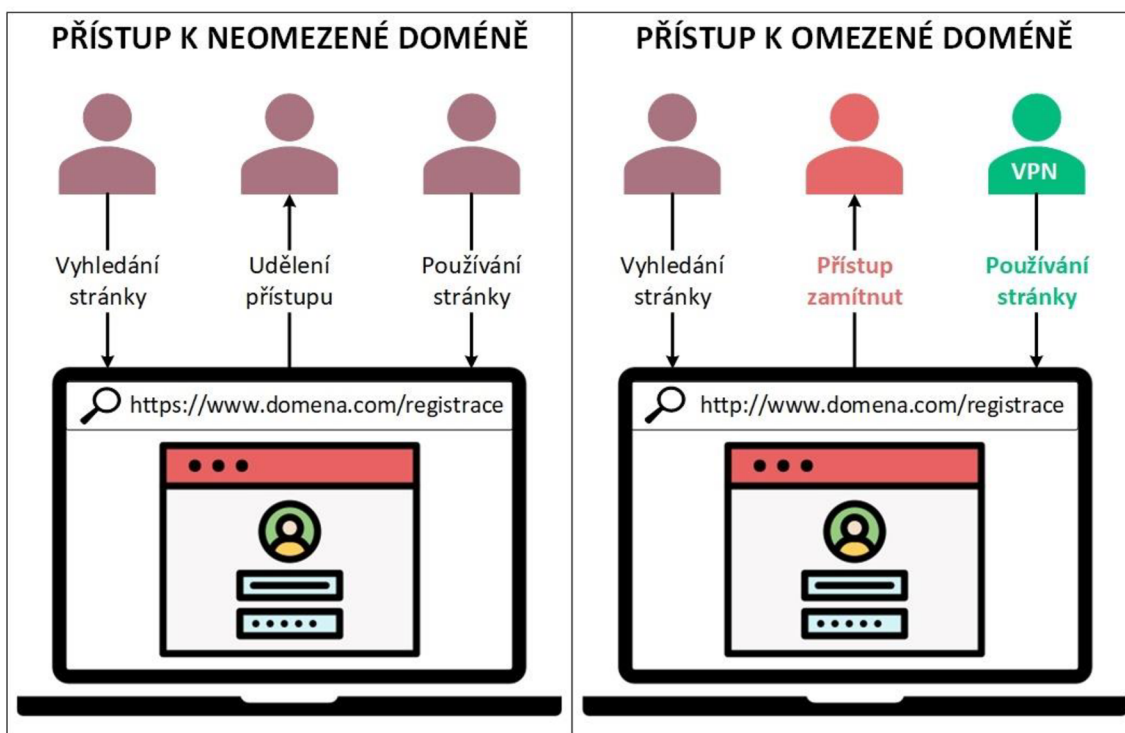 PŘÍSTUP K NEOMEZENÉ DOMÉNĚ
Vyhledání
stránky
Udělení
přístupu
Používání
stránky
https://www.domena.com/registrace
PŘÍSTUP K OMEZENÉ DOMÉNĚ
VPN
Vyhledání
stránky
Přístup
zamítnut
Používání
stránky
http://www.domena.com/registrace